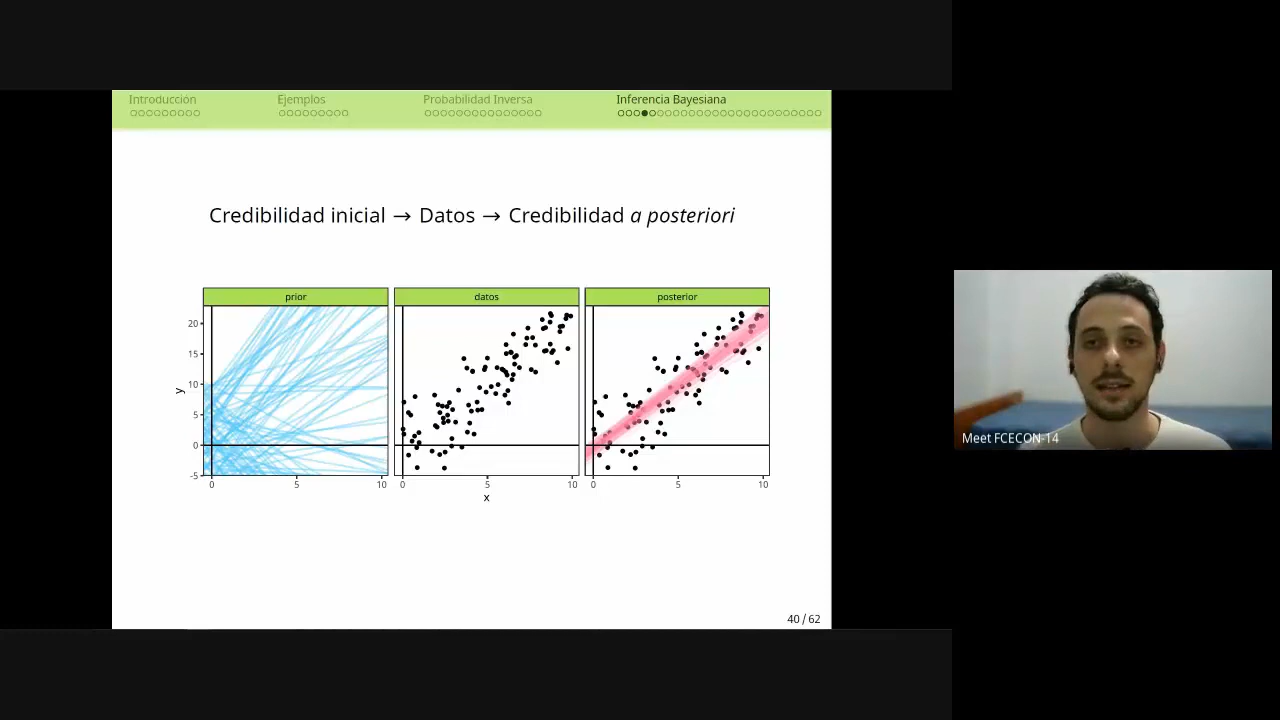 Introducción Ejemplos Probabilidad Inversa Inferencia Bayesiana
Credibilidad inicial → Datos → Credibilidad a posteriori
prior datos posterior
20
15
10
5
0
-5
y
0 5 10 0 5 10 0 5 10
x
40 / 62
Meet FCECON-14